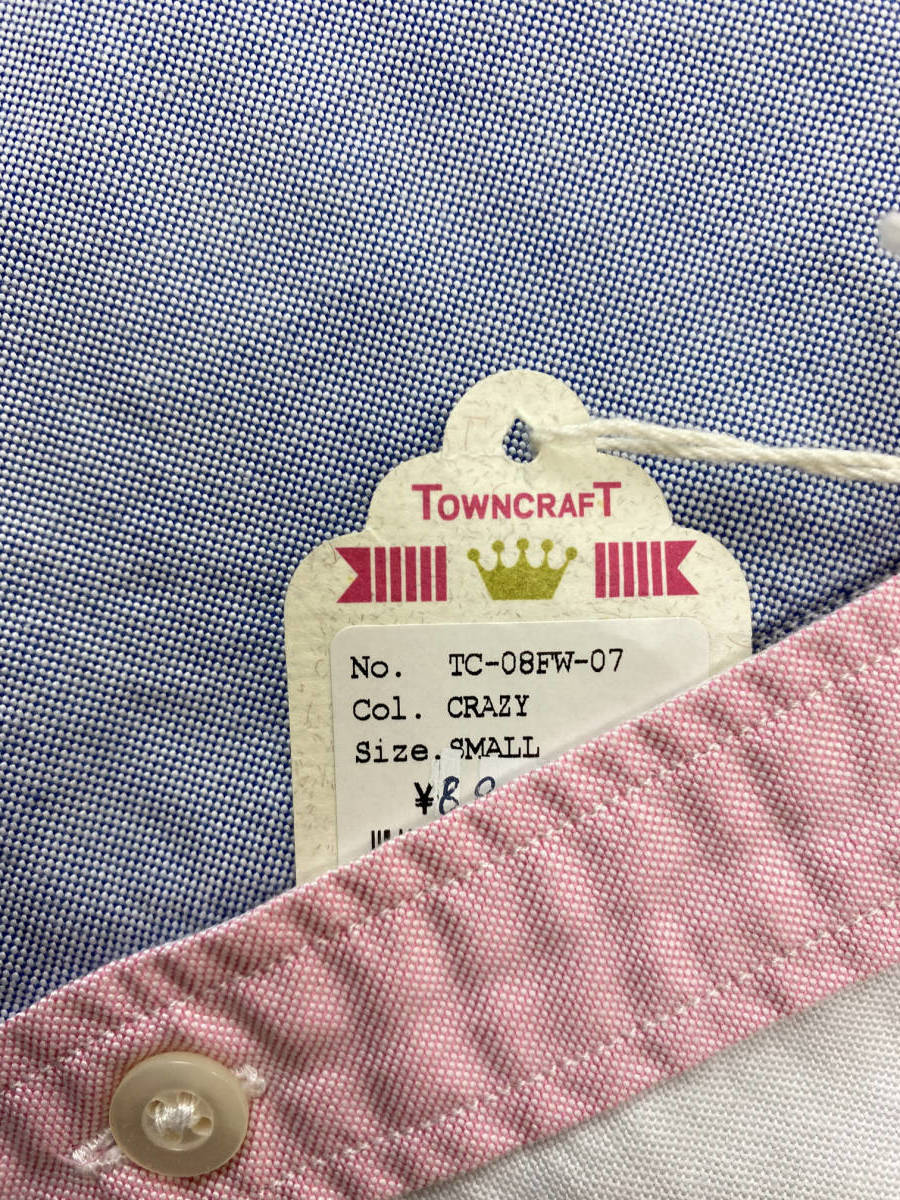 TOWNCRAFT
No. TC-08FW-07
Col. CRAZY
Size.SMALL
¥